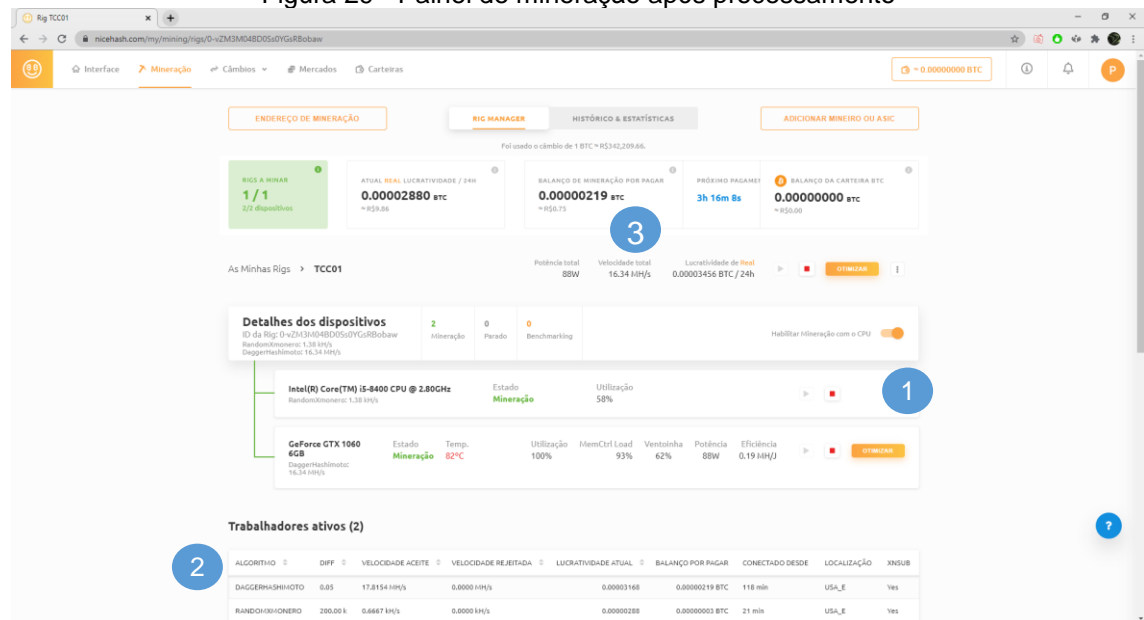 Figura 20 - Painel de mineração após processamento
Rig TCC01
nicehash.com/my/mining/rigs/0-vZM3M04BD0Ss0YGsRBobaw
Interface Mineração Câmbios Mercados Carteiras ≈ 0.00000000 BTC P
ENDEREÇO DE MINERAÇÃO RIG MANAGER HISTÓRICO & ESTATÍSTICAS ADICIONAR MINEIRO OU ASIC
Foi usado o câmbio de 1 BTC ≈ R$342,209.66.
RIGS A MINAR ATUAL REAL LUCRATIVIDADE / 24H BALANÇO DE MINERAÇÃO POR PAGAR PRÓXIMO PAGAMEN BALANÇO DA CARTEIRA BTC
1 / 1 0.00002880 BTC 0.00000219 BTC 3h 16m 8s 0.00000000 BTC
2/2 dispositivos ≈ R$9.86 ≈ R$0.75 ≈ R$0.00
3
As Minhas Rigs > TCC01
Potência total Velocidade total Lucratividade de Real
88W 16.34 MH/s 0.00003456 BTC / 24h OTIMIZAR
Detalhes dos dispositivos
ID da Rig: 0-vZM3M04BD0Ss0YGsRBobaw
RandomXmonero: 1.38 kH/s
DaggerHashimoto: 16.34 MH/s
2 0 0
Mineração Parado Benchmarking
Habilitar Mineração com o CPU
Intel(R) Core(TM) i5-8400 CPU @ 2.80GHz Estado Utilização
RandomXmonero: 1.38 kH/s Mineração 58%
1
GeForce GTX 1060 6GB Estado Temp. Utilização MemCtrl Load Ventoinha Potência Eficiência
DaggerHashimoto: 16.34 MH/s Mineração 82ºC 100% 93% 62% 88W 0.19 MH/J OTIMIZAR
Trabalhadores ativos (2)
?
2
ALGORITMO DIFF VELOCIDADE ACEITE VELOCIDADE REJEITADA LUCRATIVIDADE ATUAL BALANÇO POR PAGAR CONECTADO DESDE LOCALIZAÇÃO XNSUB
DAGGERHASHIMOTO 0.05 17.8154 MH/s 0.0000 MH/s 0.00003168 0.00000219 BTC 118 min USA_E Yes
RANDOMXMONERO 200.00 k 0.6667 kH/s 0.0000 kH/s 0.00000288 0.00000003 BTC 21 min USA_E Yes